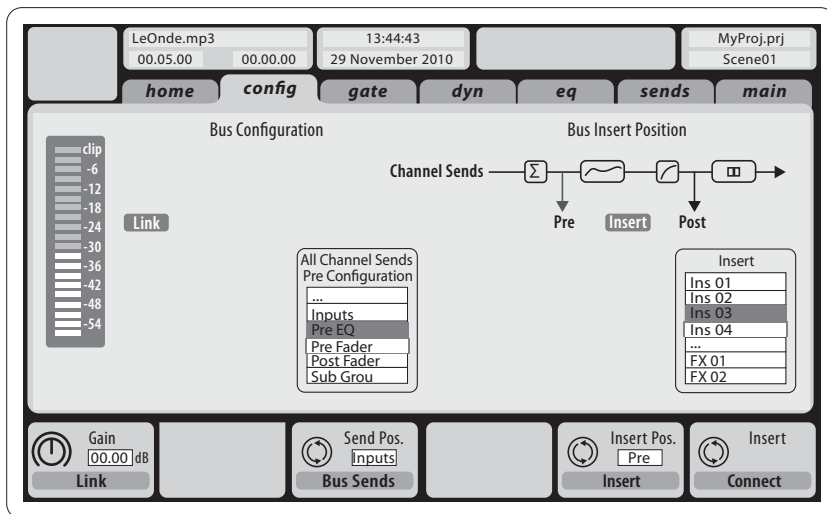 LeOnde.mp3
00.05.00 00.00.00
13:44:43
29 November 2010
MyProj.prj
Scene01
home config gate dyn eq sends main
Bus Configuration
Bus Insert Position
clip
-6
-12
-18
-24
-30
-36
-42
-48
-54
Link
Channel Sends
Σ
Pre Insert Post
All Channel Sends
Pre Configuration
...
Inputs
Pre EQ
Pre Fader
Post Fader
Sub Grou
Insert
Ins 01
Ins 02
Ins 03
Ins 04
...
FX 01
FX 02
Gain
00.00 dB
Link
Send Pos.
Inputs
Bus Sends
Insert Pos.
Pre
Insert
Insert
Connect